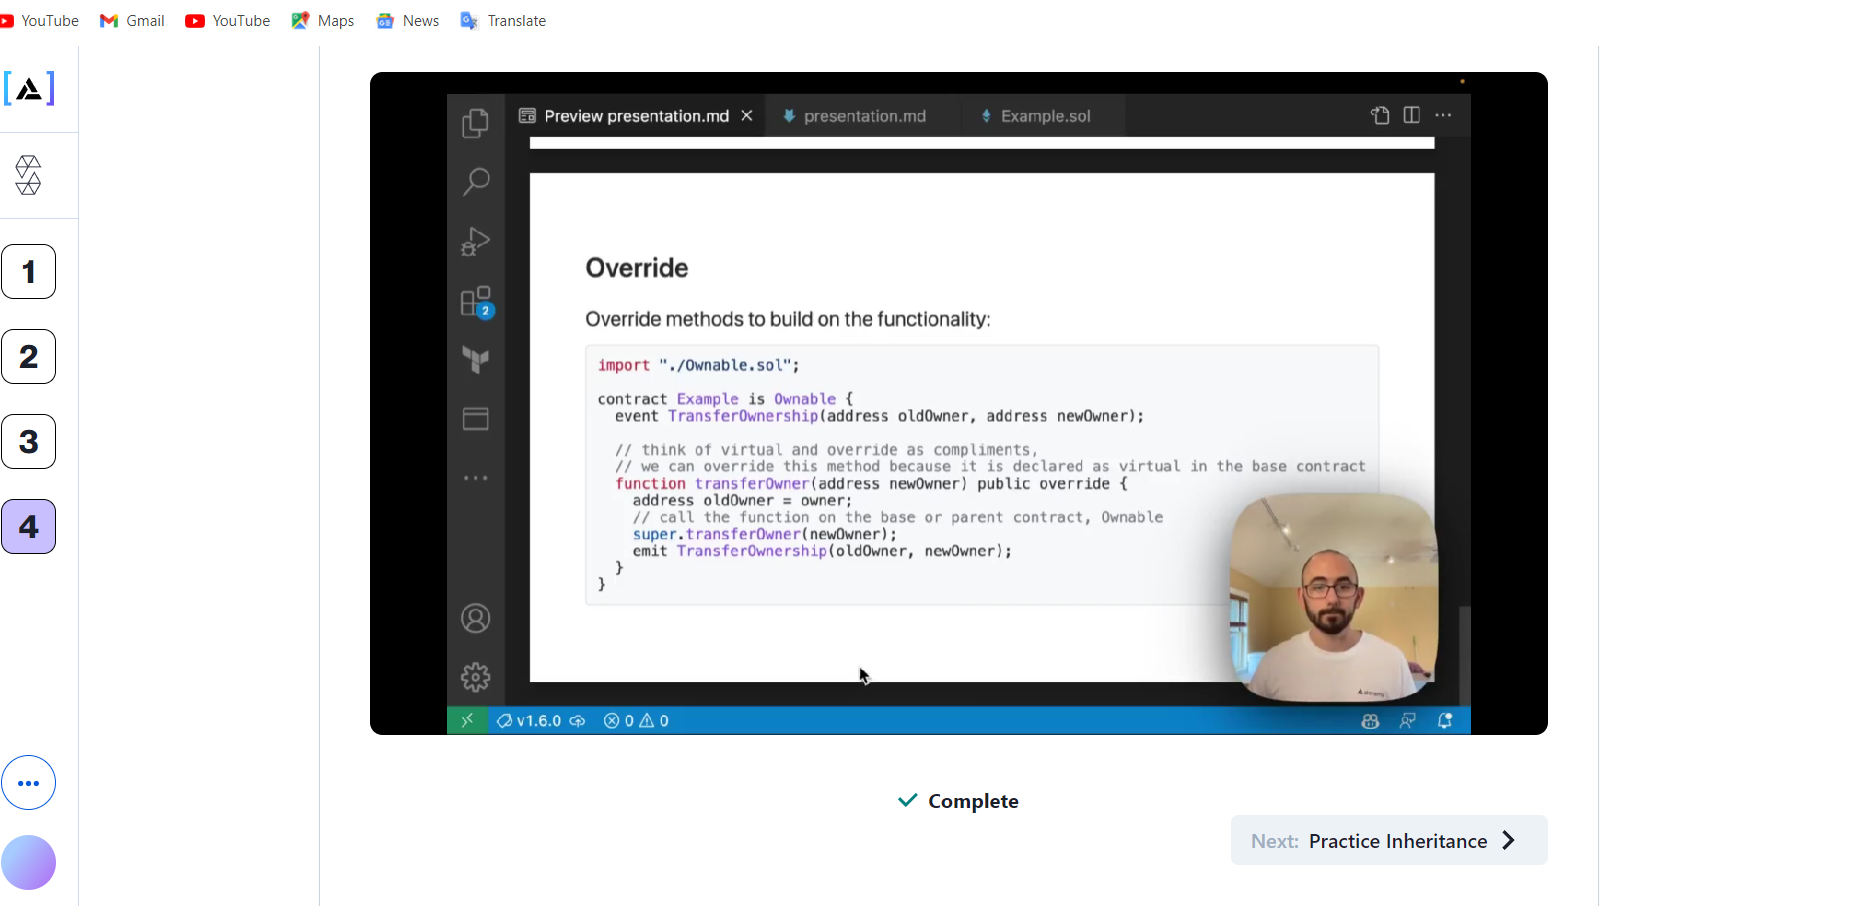 YouTube Gmail YouTube Maps News Translate
Preview presentation.md presentation.md Example.sol
1
2
3
4
2
Override
Override methods to build on the functionality:
import "./Ownable.sol";
contract Example is Ownable {
event TransferOwnership(address oldOwner, address newOwner);
// think of virtual and override as compliments,
// we can override this method because it is declared as virtual in the base contract
function transferOwner(address newOwner) public override {
address oldOwner = owner;
// call the function on the base or parent contract, Ownable
super.transferOwner(newOwner);
emit TransferOwnership(oldOwner, newOwner);
}
}
v1.6.0 0 0
Complete
Next: Practice Inheritance